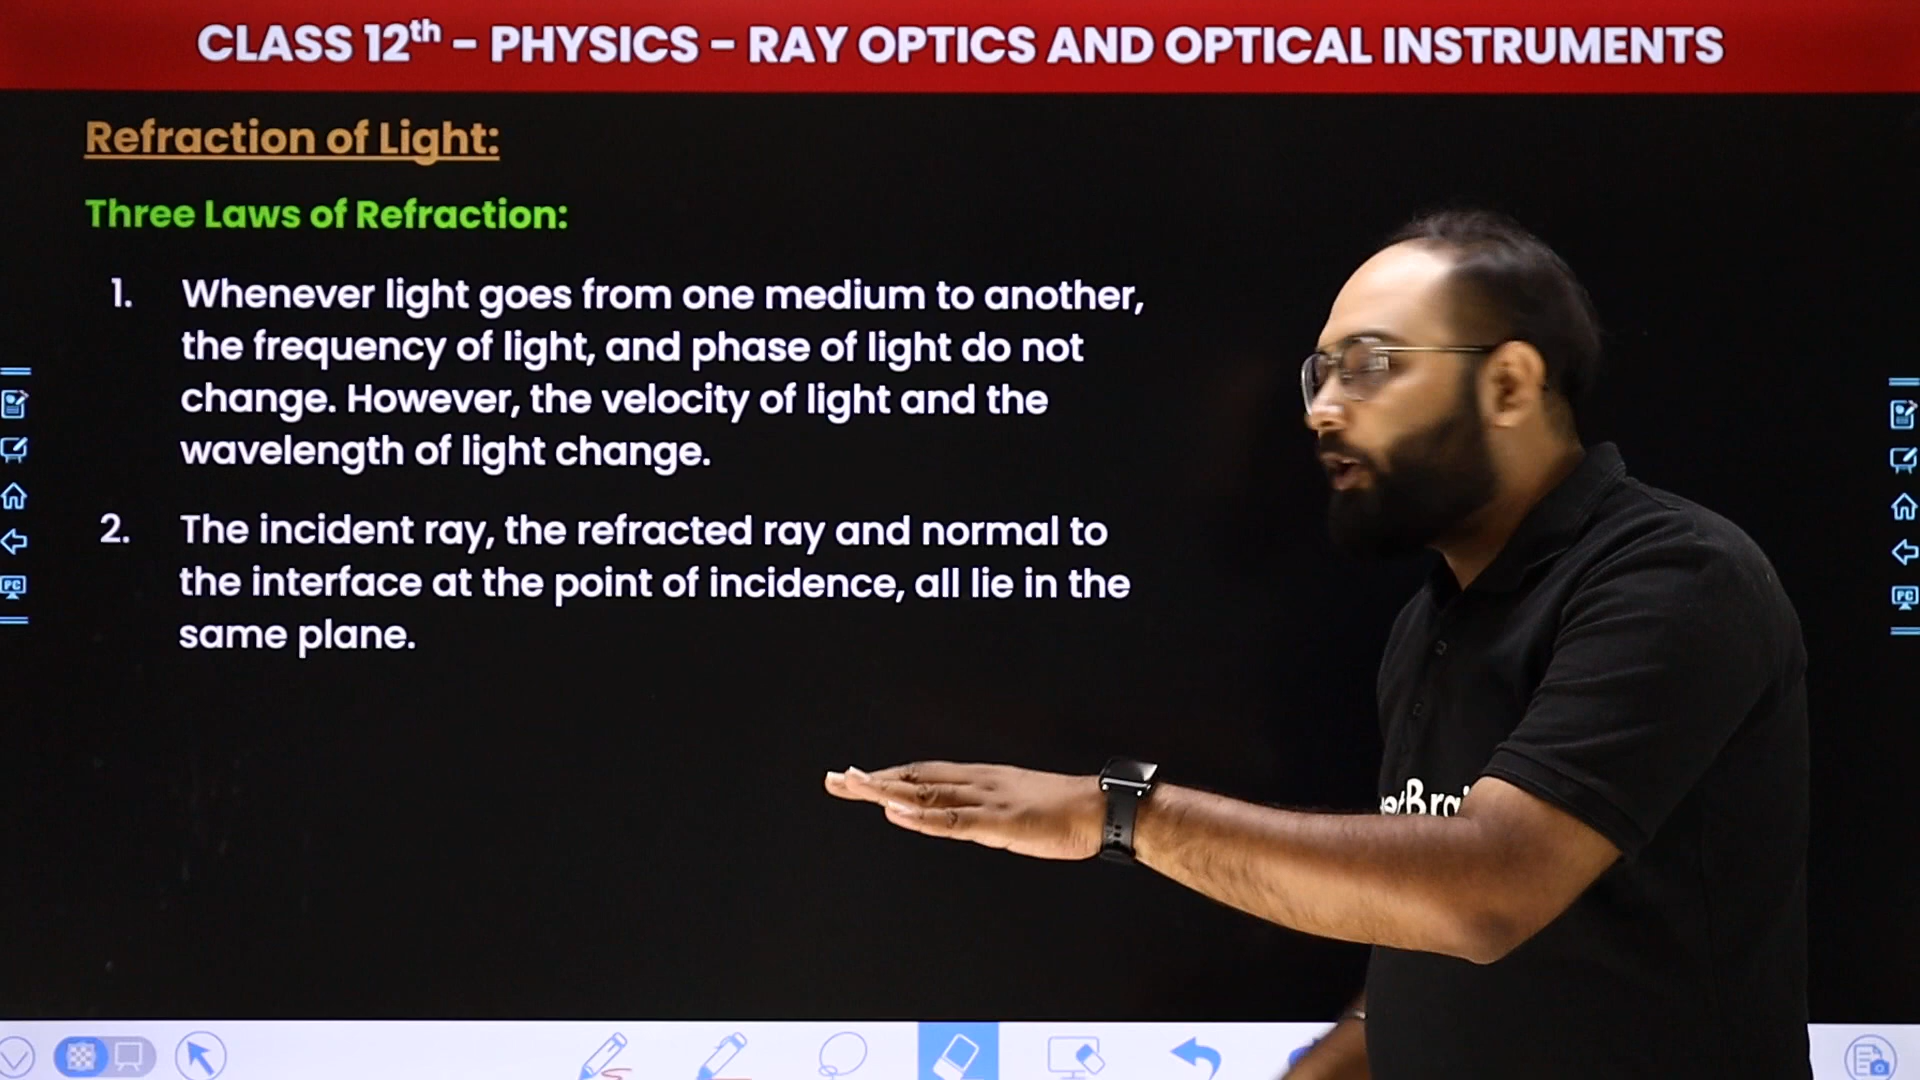 CLASS 12th - PHYSICS - RAY OPTICS AND OPTICAL INSTRUMENTS
Refraction of Light:
Three Laws of Refraction:
1. Whenever light goes from one medium to another,
the frequency of light, and phase of light do not
change. However, the velocity of light and the
wavelength of light change.
2. The incident ray, the refracted ray and normal to
the interface at the point of incidence, all lie in the
same plane.
PC
PC